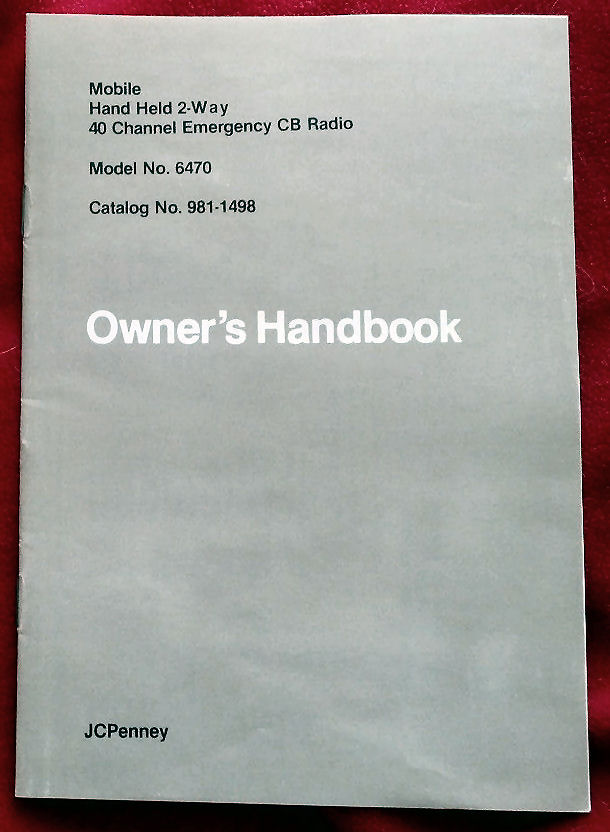 Mobile
Hand Held 2-Way
40 Channel Emergency CB Radio
Model No. 6470
Catalog No. 981-1498
Owner's Handbook
JCPenney